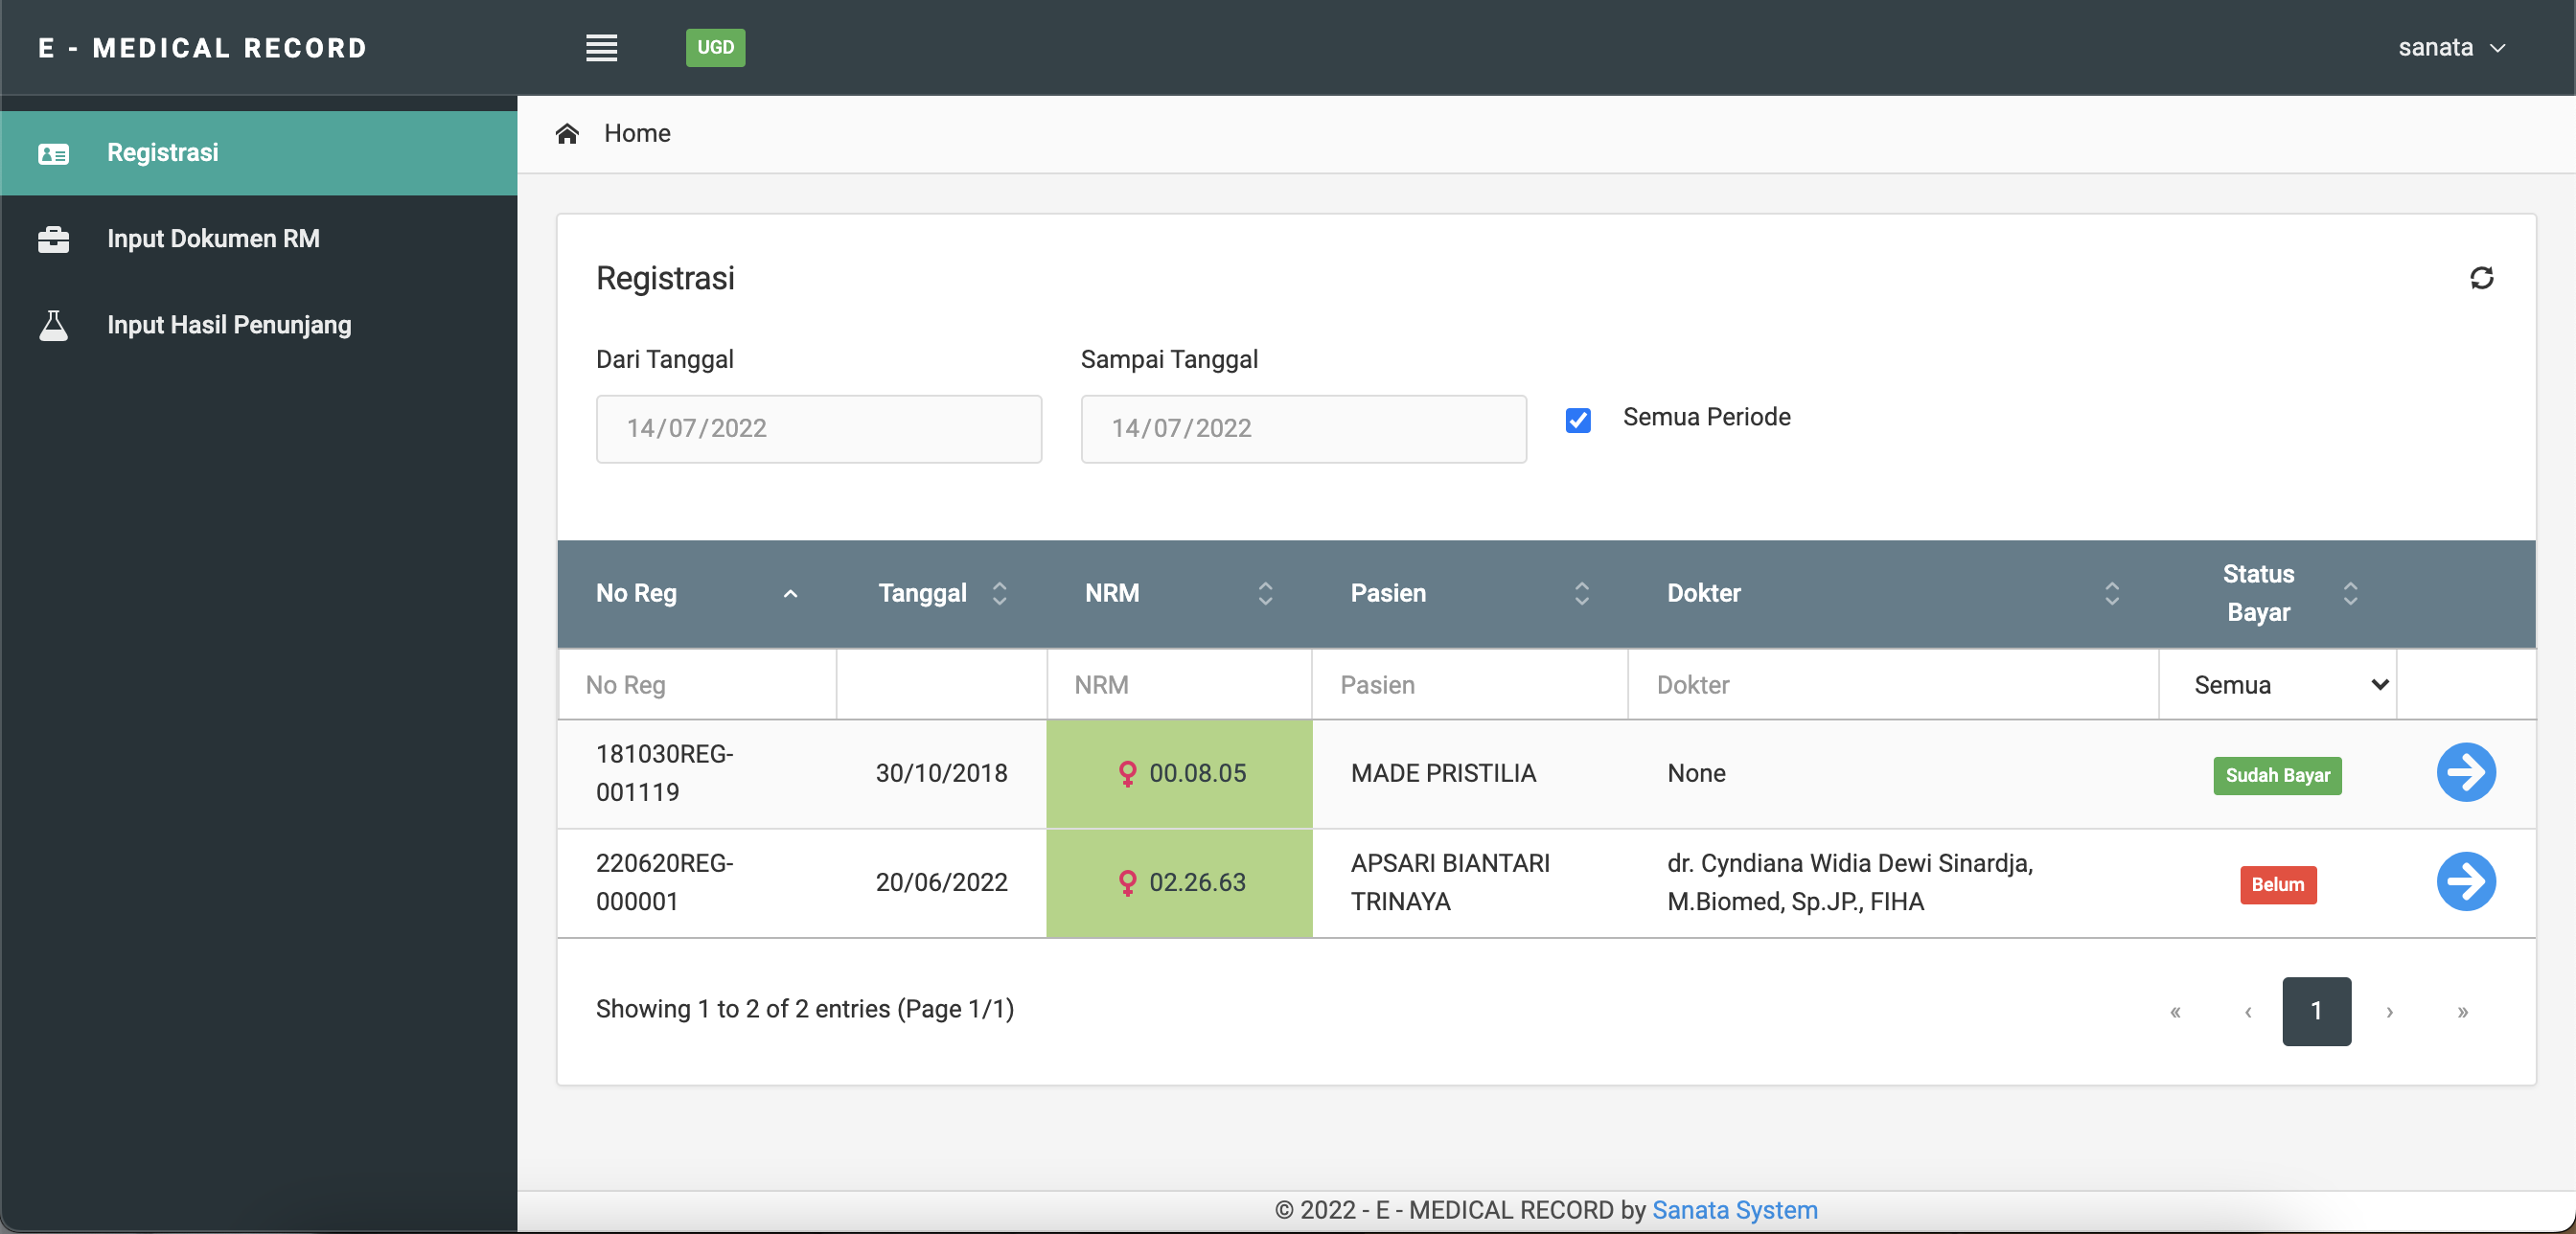 E - MEDICAL RECORD
UGD
sanata
Registrasi
Input Dokumen RM
Input Hasil Penunjang
Home
Registrasi
Dari Tanggal
Sampai Tanggal
14/07/2022
14/07/2022
Semua Periode
No Reg
Tanggal
NRM
Pasien
Dokter
Status
Bayar
No Reg
NRM
Pasien
Dokter
Semua
181030REG-
001119
30/10/2018
00.08.05
MADE PRISTILIA
None
Sudah Bayar
220620REG-
000001
20/06/2022
02.26.63
APSARI BIANTARI
TRINAYA
dr. Cyndiana Widia Dewi Sinardja,
M.Biomed, Sp.JP., FIHA
Belum
Showing 1 to 2 of 2 entries (Page 1/1)
« ‹ 1 › »
© 2022 - E - MEDICAL RECORD by Sanata System